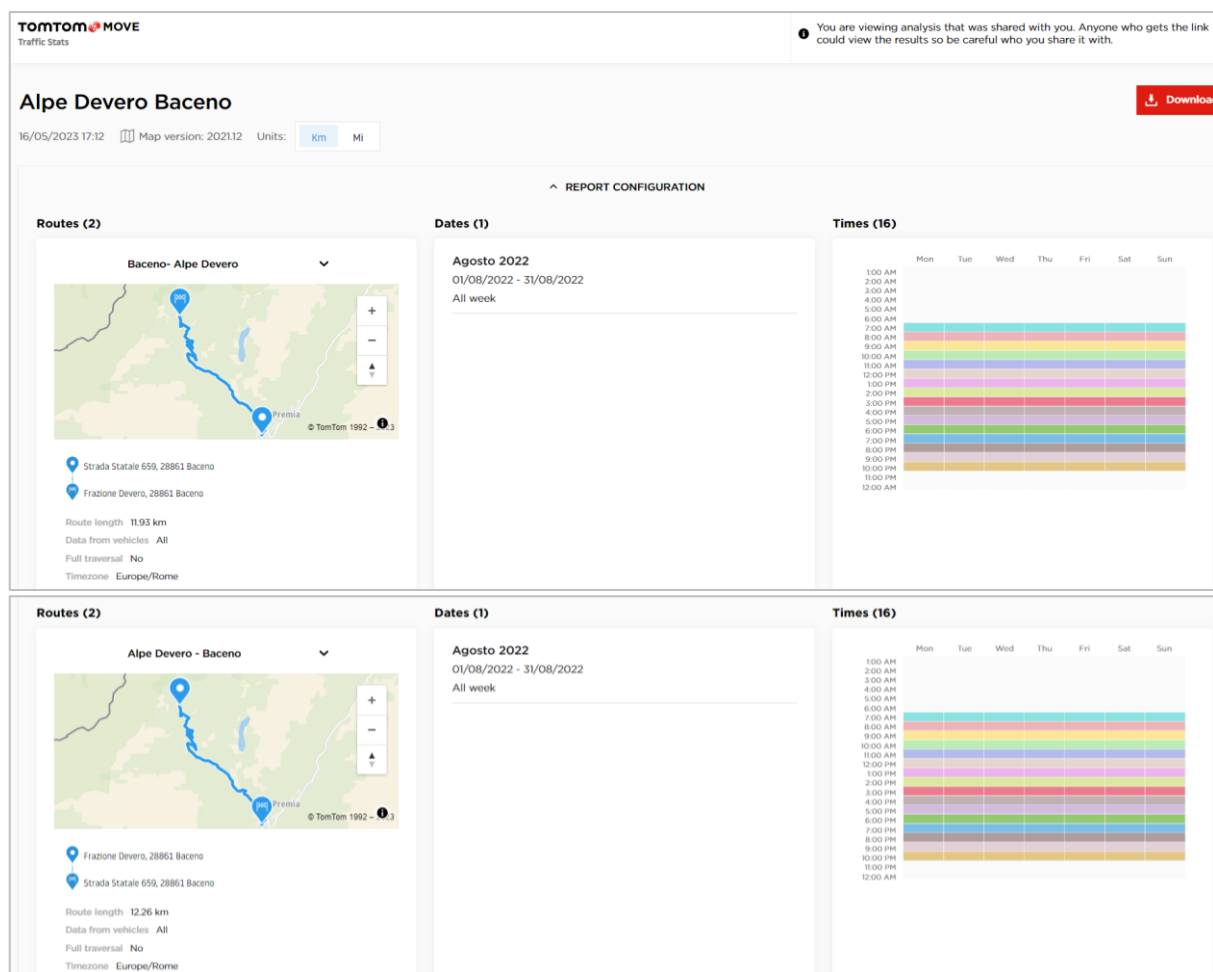 TOMTOM MOVE
Traffic Stats
You are viewing analysis that was shared with you. Anyone who gets the link
could view the results so be careful who you share it with.
Alpe Devero Baceno
Download
16/05/2023 17:12 Map version: 2021.12 Units: Km Mi
REPORT CONFIGURATION
Routes (2)
Dates (1)
Times (16)
Baceno- Alpe Devero
Premia
© TomTom 1992 –
Strada Statale 659, 28861 Baceno
Frazione Devero, 28861 Baceno
Route length 11.93 km
Data from vehicles All
Full traversal No
Timezone Europe/Rome
Agosto 2022
01/08/2022 - 31/08/2022
All week
Mon Tue Wed Thu Fri Sat Sun
1:00 AM
2:00 AM
3:00 AM
4:00 AM
5:00 AM
6:00 AM
7:00 AM
8:00 AM
9:00 AM
10:00 AM
11:00 AM
12:00 PM
1:00 PM
2:00 PM
3:00 PM
4:00 PM
5:00 PM
6:00 PM
7:00 PM
8:00 PM
9:00 PM
10:00 PM
11:00 PM
12:00 AM
Routes (2)
Dates (1)
Times (16)
Alpe Devero - Baceno
Premia
© TomTom 1992 –
Frazione Devero, 28861 Baceno
Strada Statale 659, 28861 Baceno
Route length 12.26 km
Data from vehicles All
Full traversal No
Timezone Europe/Rome
Agosto 2022
01/08/2022 - 31/08/2022
All week
Mon Tue Wed Thu Fri Sat Sun
1:00 AM
2:00 AM
3:00 AM
4:00 AM
5:00 AM
6:00 AM
7:00 AM
8:00 AM
9:00 AM
10:00 AM
11:00 AM
12:00 PM
1:00 PM
2:00 PM
3:00 PM
4:00 PM
5:00 PM
6:00 PM
7:00 PM
8:00 PM
9:00 PM
10:00 PM
11:00 PM
12:00 AM